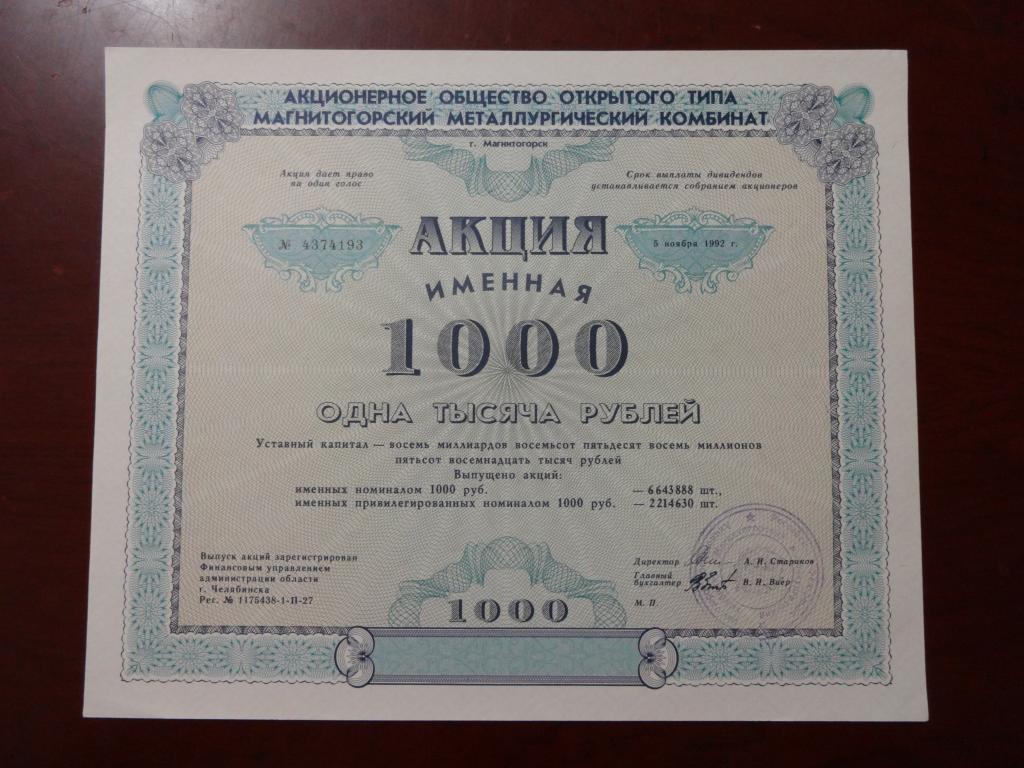 АКЦИОНЕРНОЕ ОБЩЕСТВО ОТКРЫТОГО ТИПА
МАГНИТОГОРСКИЙ МЕТАЛЛУРГИЧЕСКИЙ КОМБИНАТ
г. Магнитогорск
Акция дает право
на один голос
Срок выплаты дивидендов
устанавливается собранием акционеров
№ 4374193
АКЦИЯ
5 ноября 1992 г.
ИМЕННАЯ
1000
ОДНА ТЫСЯЧА РУБЛЕЙ
Уставный капитал — восемь миллиардов восемьсот пятьдесят восемь миллионов
пятьсот восемнадцать тысяч рублей
Выпущено акций:
именных номиналом 1000 руб. — 6643888 шт.,
именных привилегированных номиналом 1000 руб. — 2214630 шт.
Выпуск акций зарегистрирован
Финансовым управлением
администрации области
г. Челябинска
Рег. № 1175438-1-П-27
Директор А. И. Стариков
Главный
бухгалтер В. И. Виер
М. П.
1000